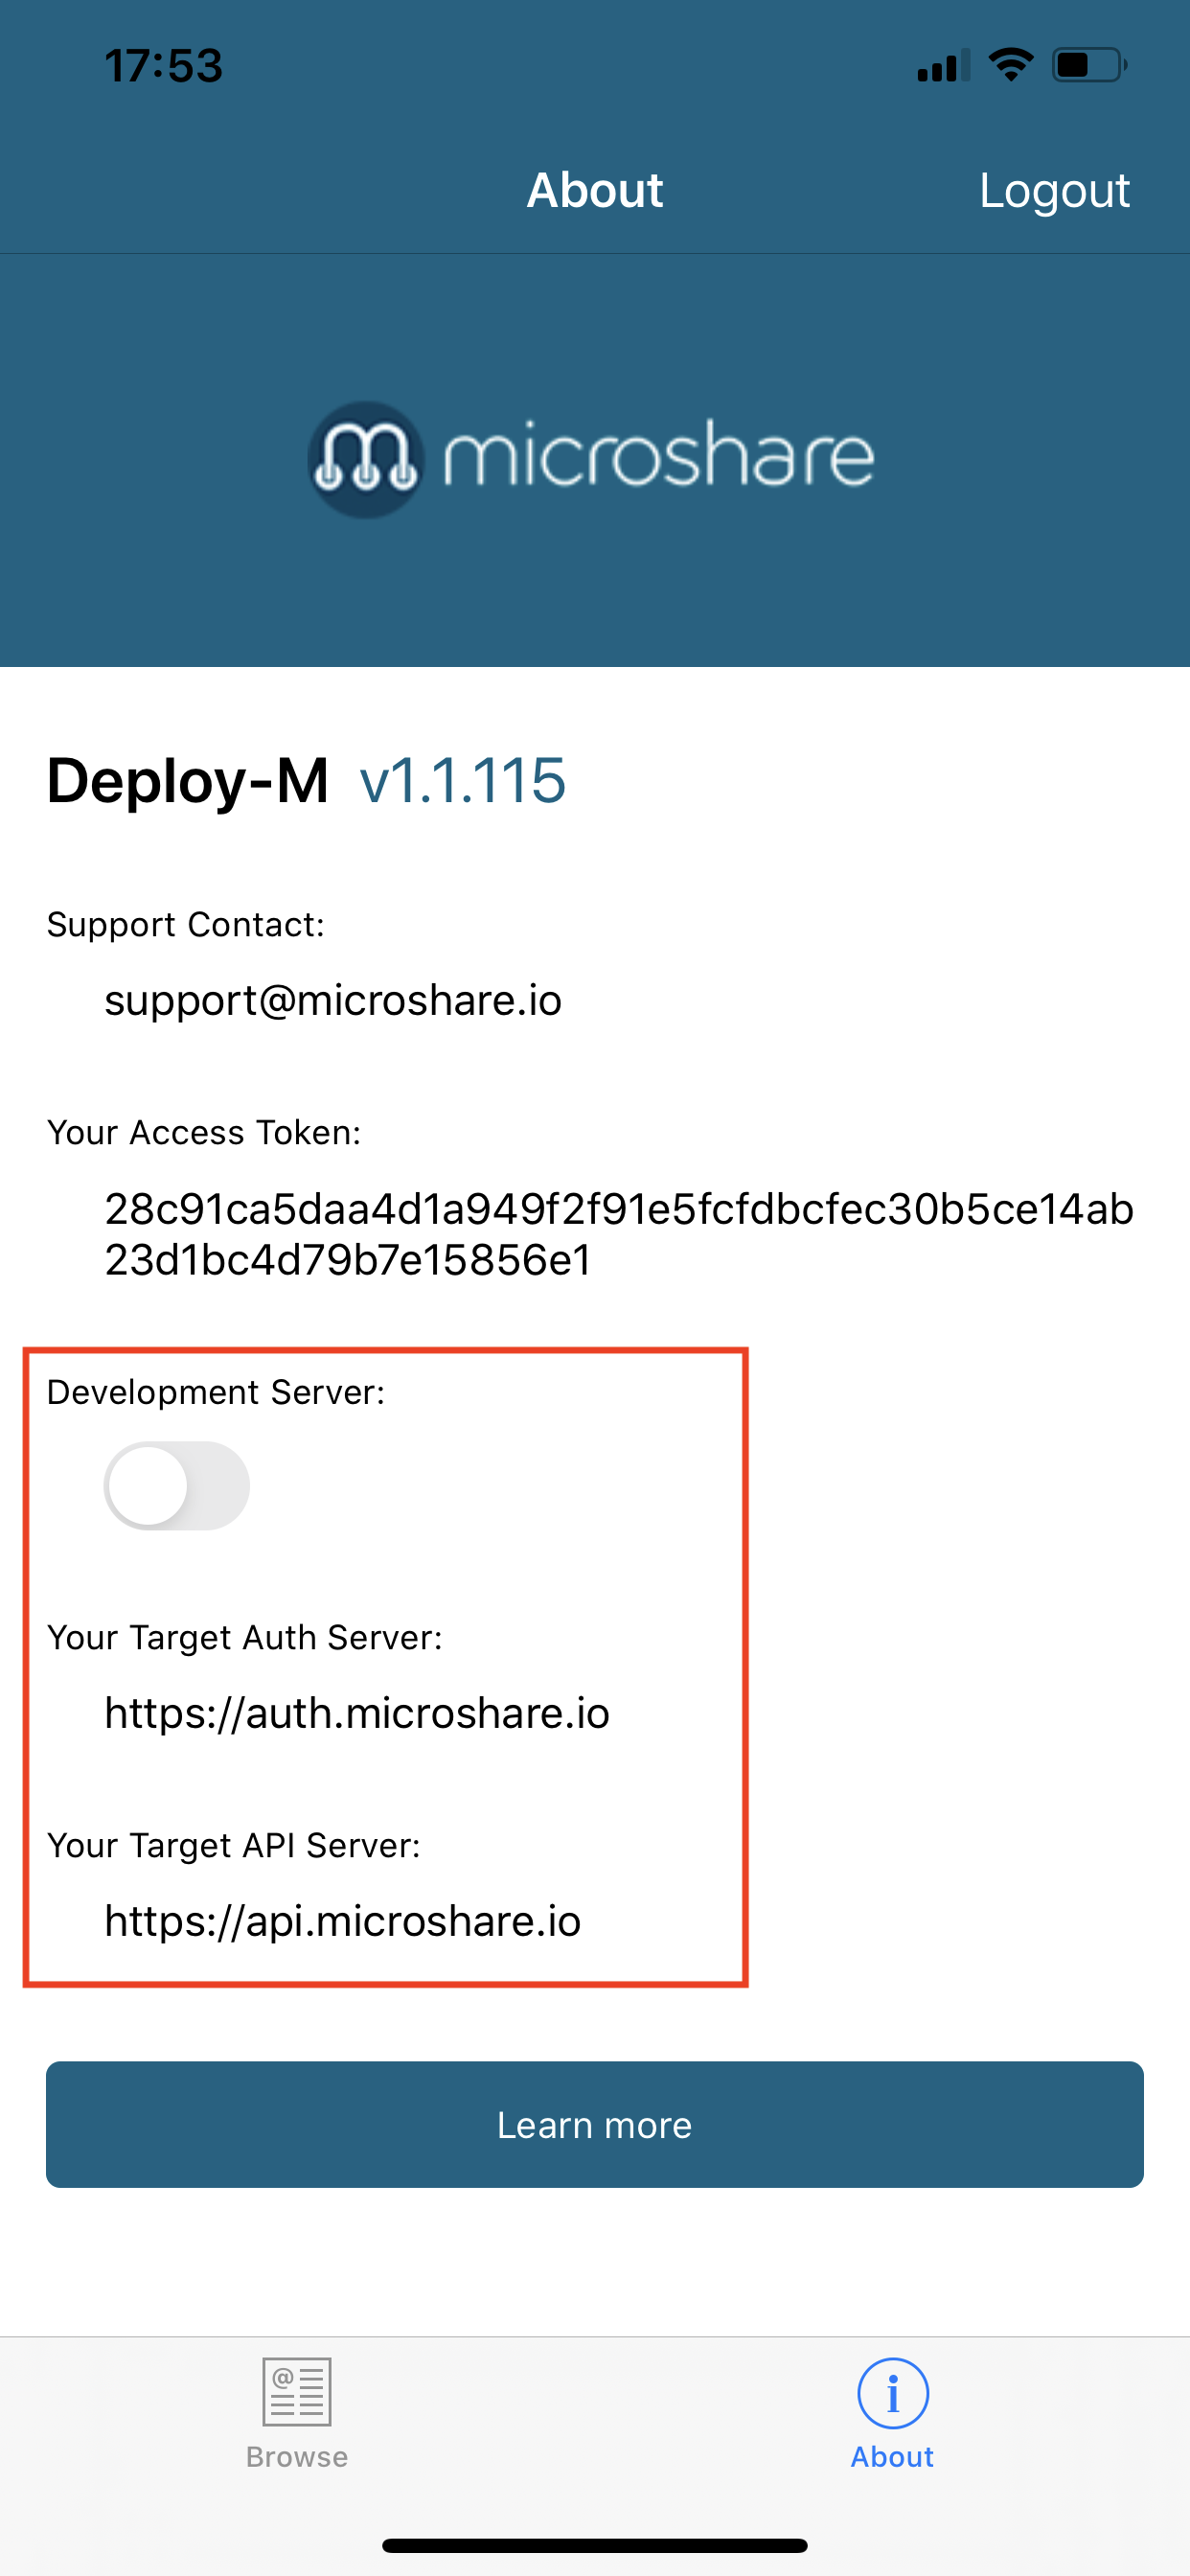 17:53
About
Logout
microshare
Deploy-M v1.1.115
Support Contact:
support@microshare.io
Your Access Token:
28c91ca5daa4d1a949f2f91e5fcfdbcfec30b5ce14ab
23d1bc4d79b7e15856e1
Development Server:
Your Target Auth Server:
https://auth.microshare.io
Your Target API Server:
https://api.microshare.io
Learn more
@
Browse
i
About